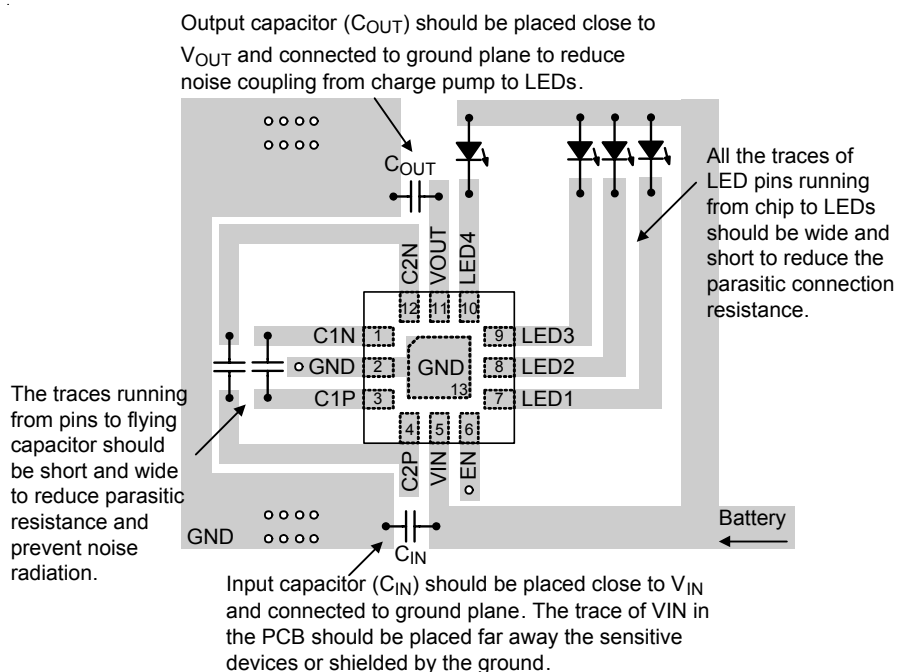 Output capacitor (COUT) should be placed close to
VOUT and connected to ground plane to reduce
noise coupling from charge pump to LEDs.
COUT
All the traces of
LED pins running
from chip to LEDs
should be wide and
short to reduce the
parasitic connection
resistance.
C2N
VOUT
LED4
12
11
10
C1N 1
GND 2
C1P 3
GND
13
9 LED3
8 LED2
7 LED1
4
5
6
C2P
VIN
EN
The traces running
from pins to flying
capacitor should
be short and wide
to reduce parasitic
resistance and
prevent noise
radiation.
GND
CIN
Battery
Input capacitor (CIN) should be placed close to VIN
and connected to ground plane. The trace of VIN in
the PCB should be placed far away the sensitive
devices or shielded by the ground.